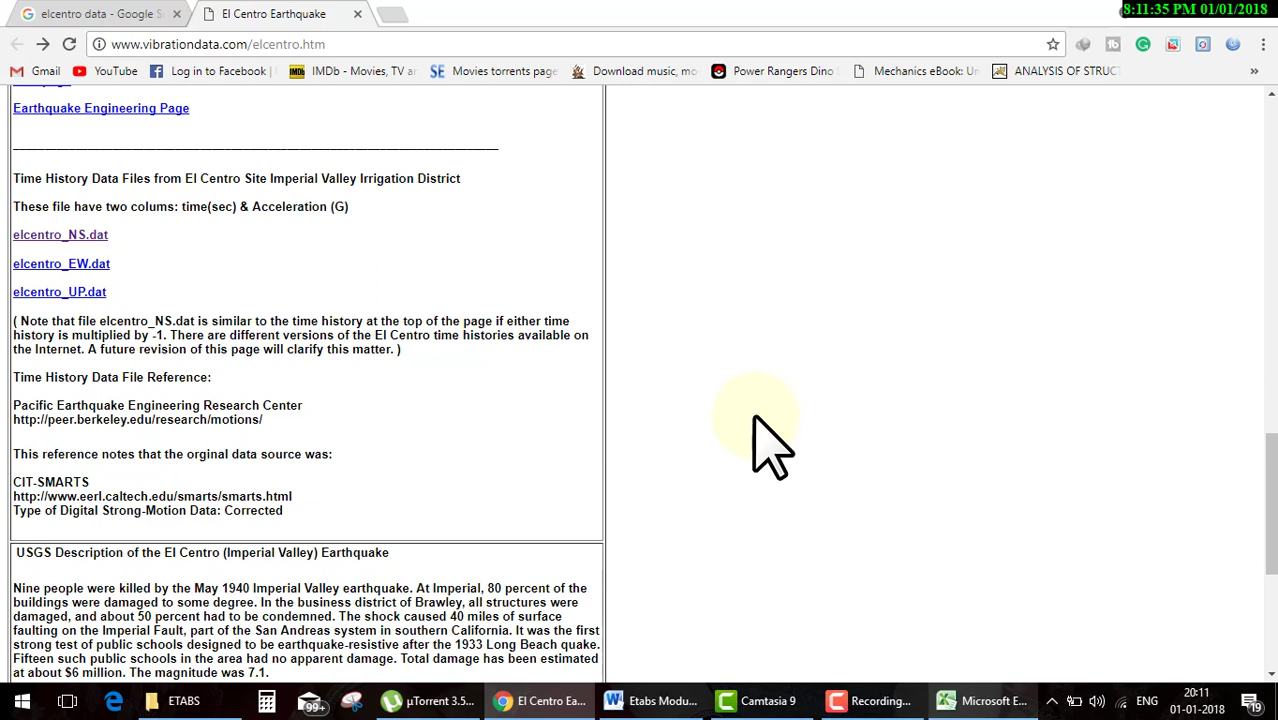 elcentro data - Google S
El Centro Earthquake
8:11:35 PM 01/01/2018
www.vibrationdata.com/elcentro.htm
Gmail
YouTube
Log in to Facebook |
IMDb - Movies, TV an
Movies torrents page
Download music, mo
Power Rangers Dino
Mechanics eBook: Un
ANALYSIS OF STRUCT
»
Earthquake Engineering Page
Time History Data Files from El Centro Site Imperial Valley Irrigation District
These file have two colums: time(sec) & Acceleration (G)
elcentro_NS.dat
elcentro_EW.dat
elcentro_UP.dat
( Note that file elcentro_NS.dat is similar to the time history at the top of the page if either time
history is multiplied by -1. There are different versions of the El Centro time histories available on
the Internet. A future revision of this page will clarify this matter. )
Time History Data File Reference:
Pacific Earthquake Engineering Research Center
http://peer.berkeley.edu/research/motions/
This reference notes that the orginal data source was:
CIT-SMARTS
http://www.eerl.caltech.edu/smarts/smarts.html
Type of Digital Strong-Motion Data: Corrected
USGS Description of the El Centro (Imperial Valley) Earthquake
Nine people were killed by the May 1940 Imperial Valley earthquake. At Imperial, 80 percent of the
buildings were damaged to some degree. In the business district of Brawley, all structures were
damaged, and about 50 percent had to be condemned. The shock caused 40 miles of surface
faulting on the Imperial Fault, part of the San Andreas system in southern California. It was the first
strong test of public schools designed to be earthquake-resistive after the 1933 Long Beach quake.
Fifteen such public schools in the area had no apparent damage. Total damage has been estimated
at about $6 million. The magnitude was 7.1.
ETABS
99+
µTorrent 3.5...
El Centro Ea...
Etabs Modu...
Camtasia 9
Recording...
Microsoft E...
ENG
20:11
01-01-2018
19